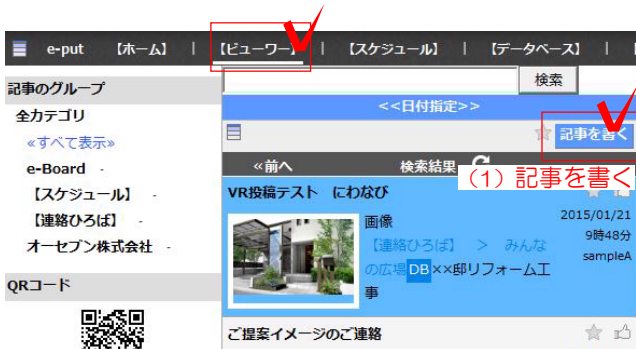 e-put 【ホーム】 | 【ビューワー】 | 【スケジュール】 | 【データベース】 |
記事のグループ
検索
全カテゴリ
<<日付指定>>
«すべて表示»
記事を書く
e-Board -
«前へ 検索結果
(1) 記事を書く
【スケジュール】 -
VR投稿テスト にわなび
【連絡ひろば】 -
画像
2015/01/21
オーセブン株式会社 -
【連絡ひろば】 > みんな
9時48分
の広場DB××邸リフォーム工
sampleA
事
QRコード
ご提案イメージのご連絡